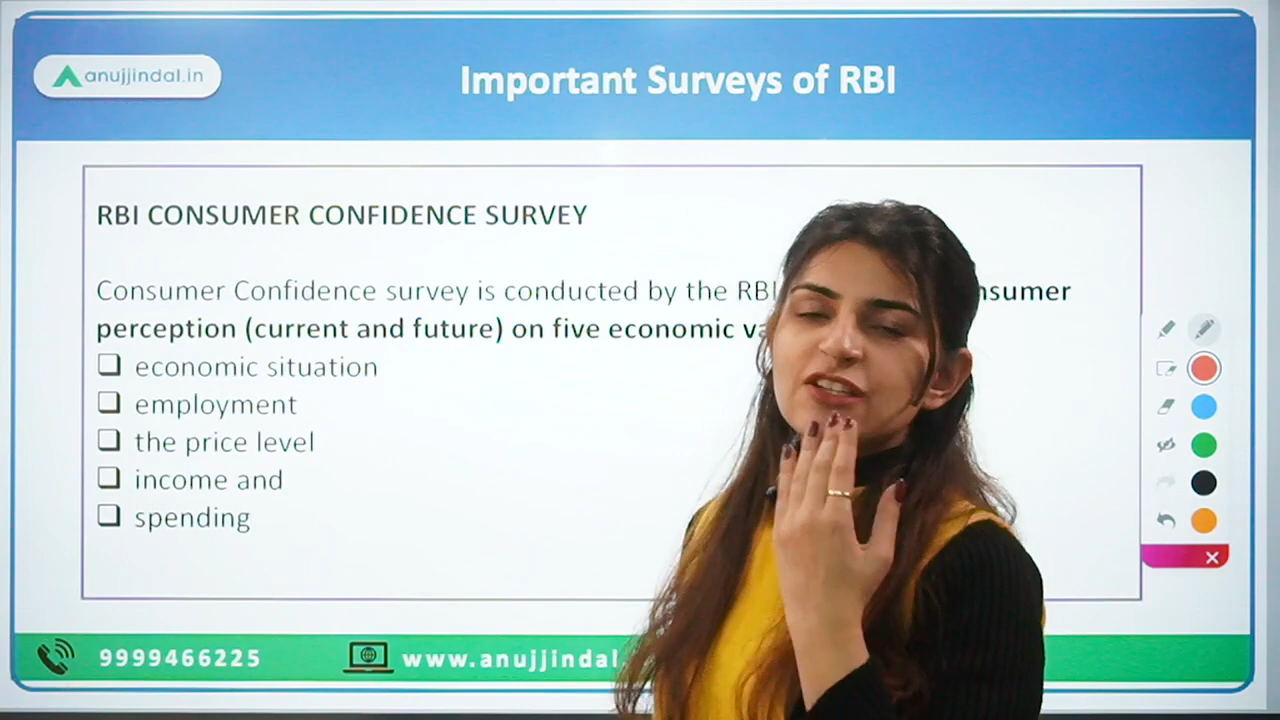 anujjindal.in
Important Surveys of RBI
RBI CONSUMER CONFIDENCE SURVEY
Consumer Confidence survey is conducted by the RBI
perception (current and future) on five economic
❑ economic situation
❑ employment
❑ the price level
❑ income and
❑ spending
9999466225
www.anujjindal